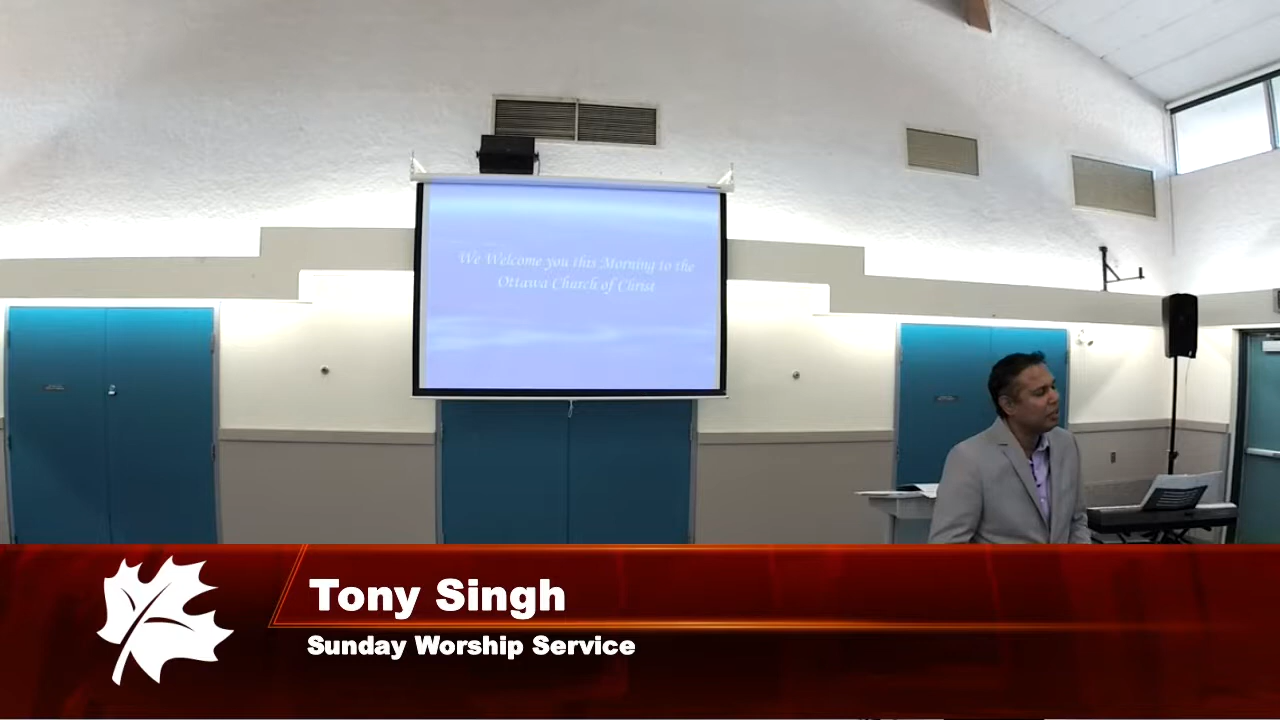 We Welcome you this Morning to the
Ottawa Church of Christ
Tony Singh
Sunday Worship Service